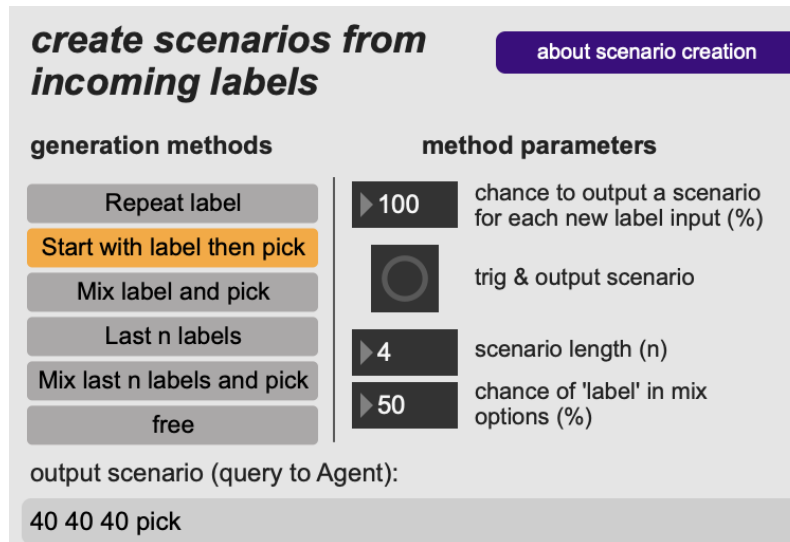 create scenarios from
incoming labels
about scenario creation
generation methods
method parameters
Repeat label
Start with label then pick
Mix label and pick
Last n labels
Mix last n labels and pick
free
100
chance to output a scenario
for each new label input (%)
trig & output scenario
4
scenario length (n)
50
chance of 'label' in mix
options (%)
output scenario (query to Agent):
40 40 40 pick